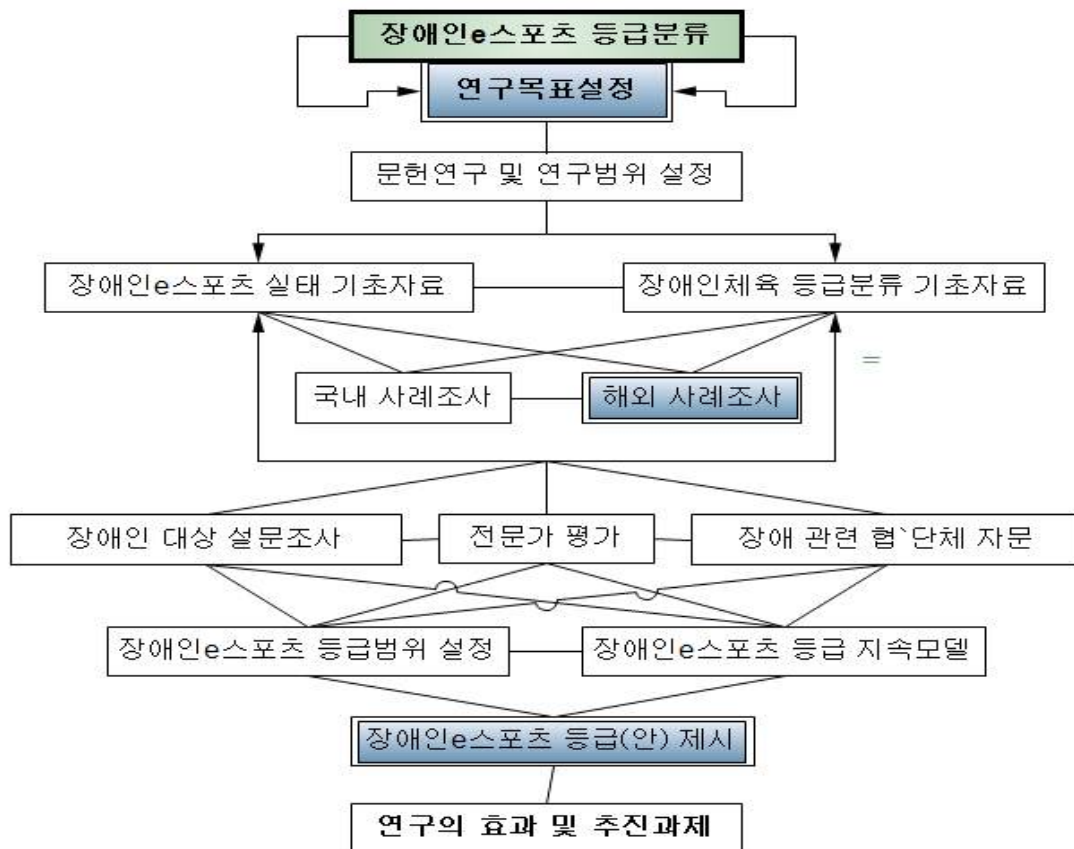 장애인e스포츠 등급분류
연구목표설정
문헌연구 및 연구범위 설정
장애인e스포츠 실태 기초자료
장애인체육 등급분류 기초자료
=
국내 사례조사
해외 사례조사
장애인 대상 설문조사
전문가 평가
장애 관련 협`단체 자문
장애인e스포츠 등급범위 설정
장애인e스포츠 등급 지속모델
장애인e스포츠 등급(안) 제시
연구의 효과 및 추진과제